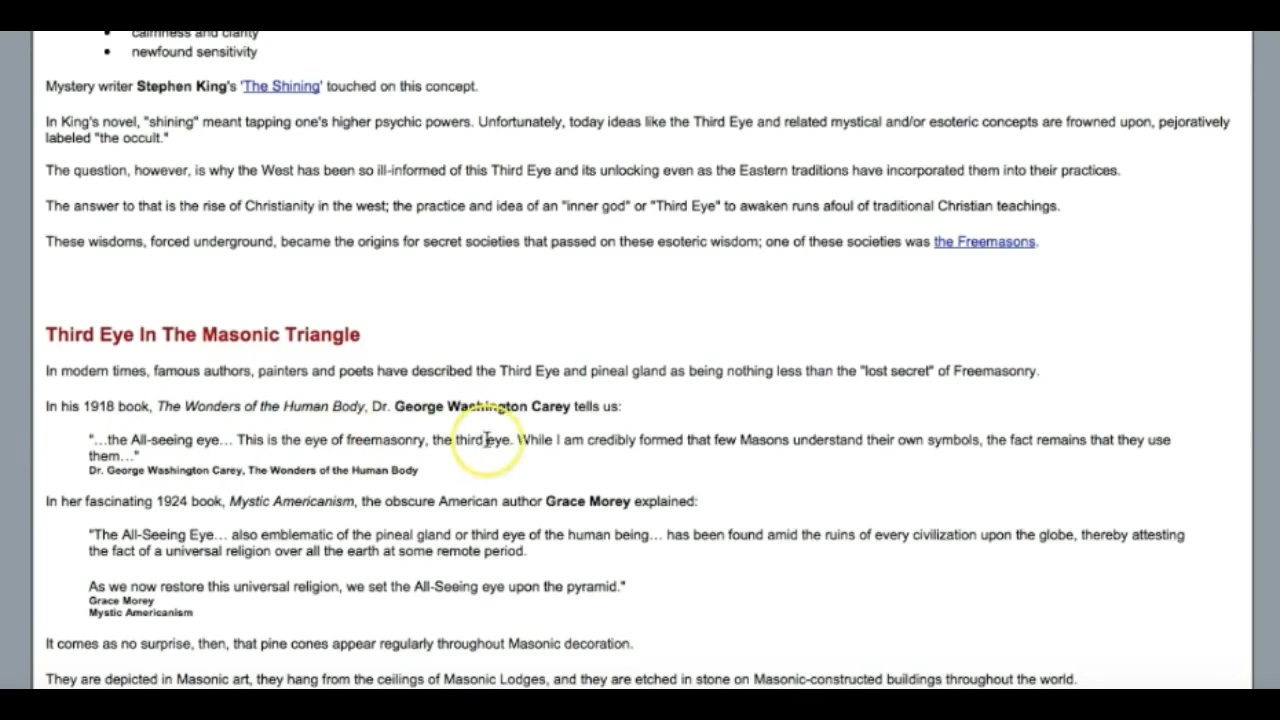 calmness and clarity
newfound sensitivity
Mystery writer Stephen King's 'The Shining' touched on this concept.
In King's novel, "shining" meant tapping one's higher psychic powers. Unfortunately, today ideas like the Third Eye and related mystical and/or esoteric concepts are frowned upon, pejoratively
labeled "the occult."
The question, however, is why the West has been so ill-informed of this Third Eye and its unlocking even as the Eastern traditions have incorporated them into their practices.
The answer to that is the rise of Christianity in the west; the practice and idea of an "inner god" or "Third Eye" to awaken runs afoul of traditional Christian teachings.
These wisdoms, forced underground, became the origins for secret societies that passed on these esoteric wisdom; one of these societies was the Freemasons.
Third Eye In The Masonic Triangle
In modern times, famous authors, painters and poets have described the Third Eye and pineal gland as being nothing less than the "lost secret" of Freemasonry.
In his 1918 book, The Wonders of the Human Body, Dr. George Washington Carey tells us:
"…the All-seeing eye… This is the eye of freemasonry, the third eye. While I am credibly formed that few Masons understand their own symbols, the fact remains that they use
them…"
Dr. George Washington Carey, The Wonders of the Human Body
In her fascinating 1924 book, Mystic Americanism, the obscure American author Grace Morey explained:
"The All-Seeing Eye… also emblematic of the pineal gland or third eye of the human being… has been found amid the ruins of every civilization upon the globe, thereby attesting
the fact of a universal religion over all the earth at some remote period.
As we now restore this universal religion, we set the All-Seeing eye upon the pyramid."
Grace Morey
Mystic Americanism
It comes as no surprise, then, that pine cones appear regularly throughout Masonic decoration.
They are depicted in Masonic art, they hang from the ceilings of Masonic Lodges, and they are etched in stone on Masonic-constructed buildings throughout the world.